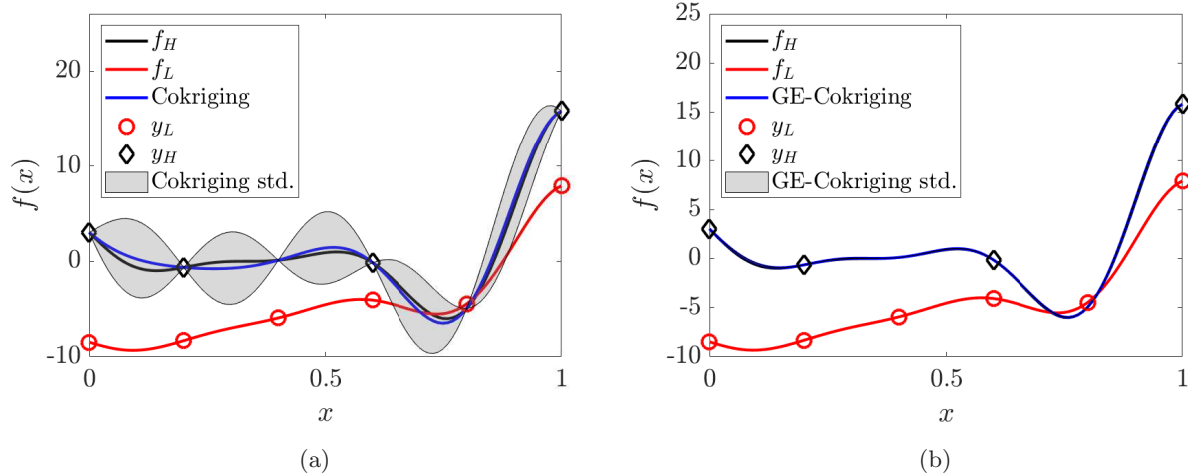 f_H
f_L
Cokriging
y_L
y_H
Cokriging std.
20
10
0
-10
f(x)
0
0.5
1
x
(a)
f_H
f_L
GE-Cokriging
y_L
y_H
GE-Cokriging std.
25
20
15
10
5
0
-5
-10
f(x)
0
0.5
1
x
(b)